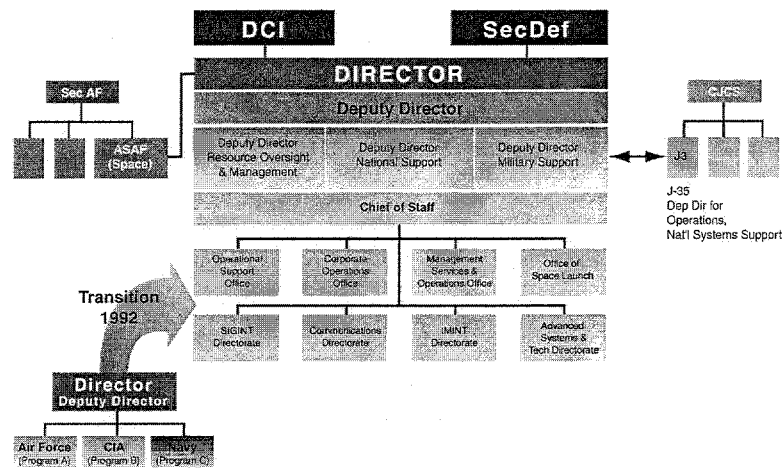 DCI
SecDef
DIRECTOR
Deputy Director
Deputy Director
Resource Oversight
& Management
Deputy Director
National Support
Deputy Director
Military Support
Chief of Staff
Sec AF
ASAF
(Space)
CJCS
J3
J-35
Dep Dir for
Operations,
Nat'l Systems Support
Operational
Support
Office
Corporate
Operations
Office
Management
Services &
Operations Office
Office of
Space Launch
SIGINT
Directorate
Communications
Directorate
IMINT
Directorate
Advanced
Systems &
Tech Directorate
Transition
1992
Director
Deputy Director
Air Force
(Program A)
CIA
(Program B)
Navy
(Program C)